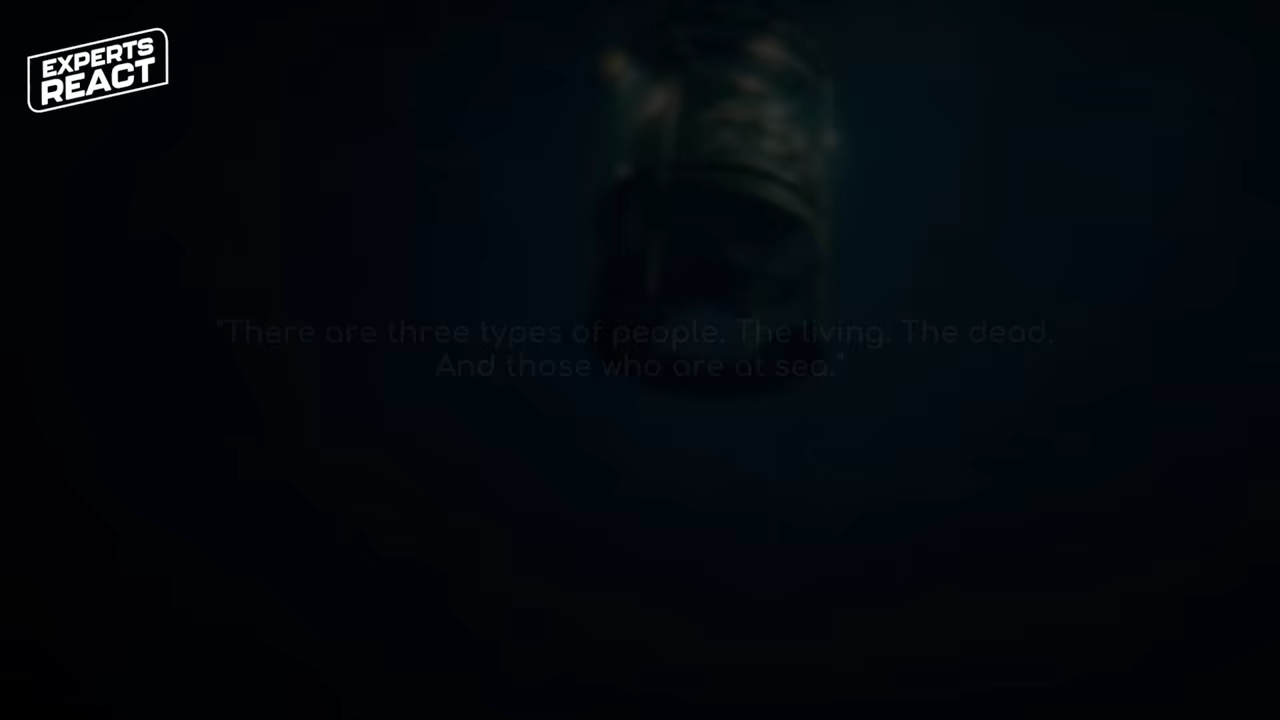 EXPERTS
REACT
"There are three types of people. The living. The dead.
And those who are at sea."